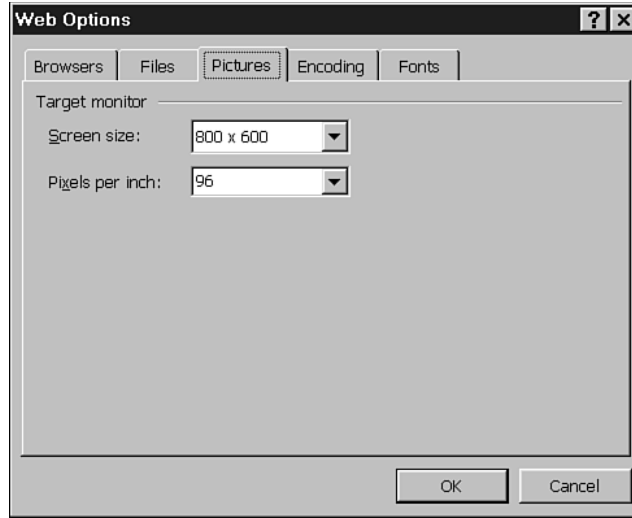 Web Options
Browsers Files Pictures Encoding Fonts
Target monitor
Screen size: 800 x 600
Pixels per inch: 96
OK Cancel